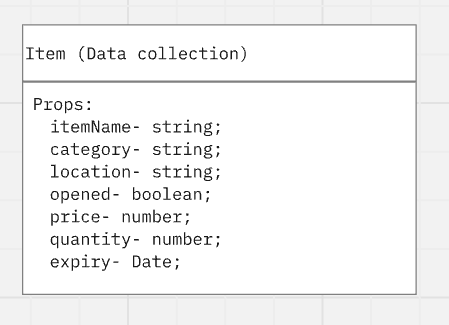 Item (Data collection)
Props:
itemName- string;
category- string;
location- string;
opened- boolean;
price- number;
quantity- number;
expiry- Date;